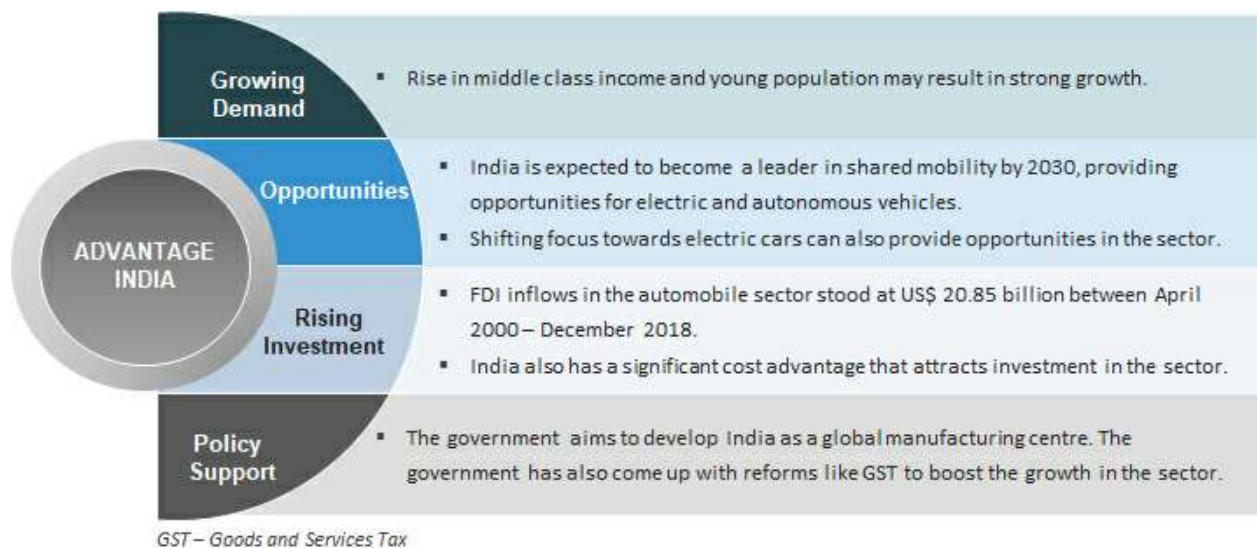 Growing
Demand
▪ Rise in middle class income and young population may result in strong growth.
Opportunities
▪ India is expected to become a leader in shared mobility by 2030, providing
opportunities for electric and autonomous vehicles.
▪ Shifting focus towards electric cars can also provide opportunities in the sector.
ADVANTAGE
INDIA
Rising
Investment
▪ FDI inflows in the automobile sector stood at US$ 20.85 billion between April
2000 – December 2018.
▪ India also has a significant cost advantage that attracts investment in the sector.
Policy
Support
▪ The government aims to develop India as a global manufacturing centre. The
government has also come up with reforms like GST to boost the growth in the sector.
GST – Goods and Services Tax